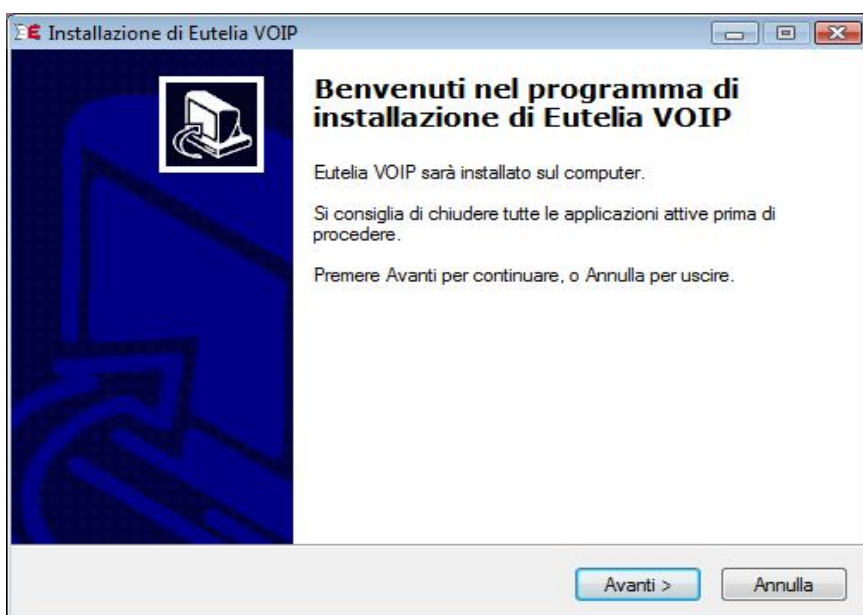 Installazione di Eutelia VOIP
Benvenuti nel programma di
installazione di Eutelia VOIP
Eutelia VOIP sarà installato sul computer.
Si consiglia di chiudere tutte le applicazioni attive prima di
procedere.
Premere Avanti per continuare, o Annulla per uscire.
Avanti >
Annulla